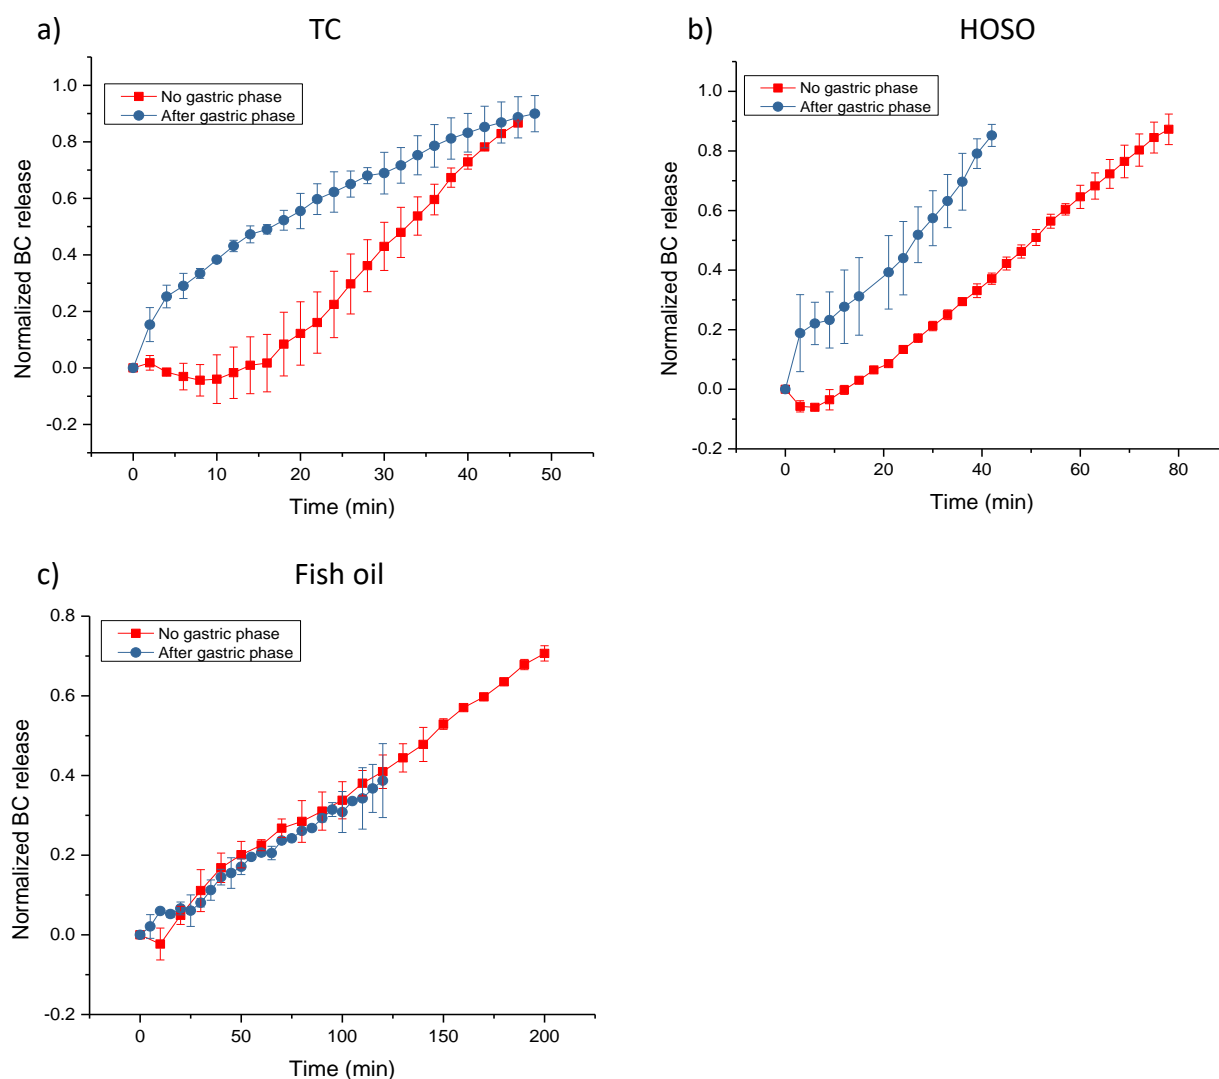 a) TC
No gastric phase
After gastric phase
Normalized BC release
1.0
0.8
0.6
0.4
0.2
0.0
-0.2
0 10 20 30 40 50
Time (min)
b) HOSO
No gastric phase
After gastric phase
Normalized BC release
1.0
0.8
0.6
0.4
0.2
0.0
-0.2
0 20 40 60 80
Time (min)
c) Fish oil
No gastric phase
After gastric phase
Normalized BC release
0.8
0.6
0.4
0.2
0.0
-0.2
0 50 100 150 200
Time (min)